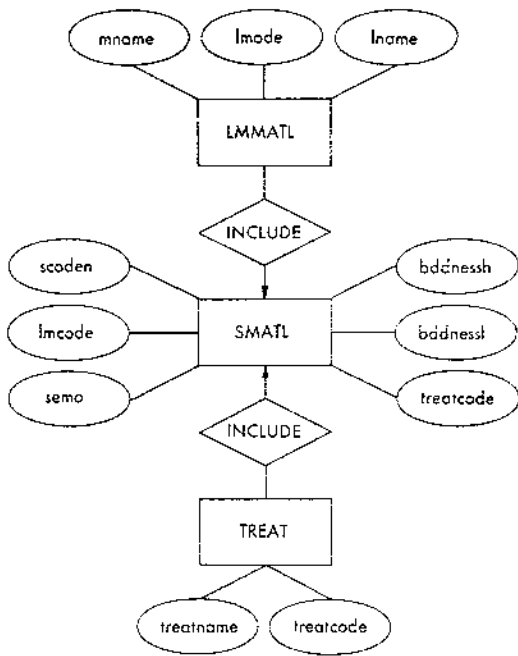 mname
lmode
lname
LMMATL
INCLUDE
scoden
bddnessh
lmcode
SMATL
bddnessl
semo
treatcode
INCLUDE
TREAT
treatname
treatcode